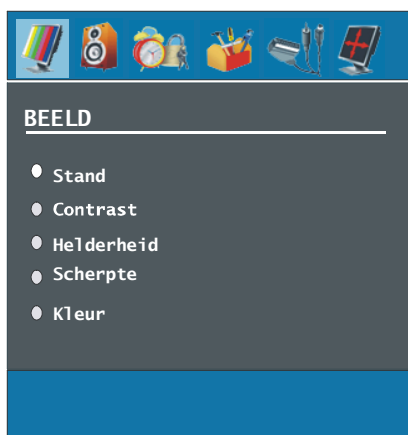 BEELD
Stand
Contrast
Helderheid
Scherpte
Kleur